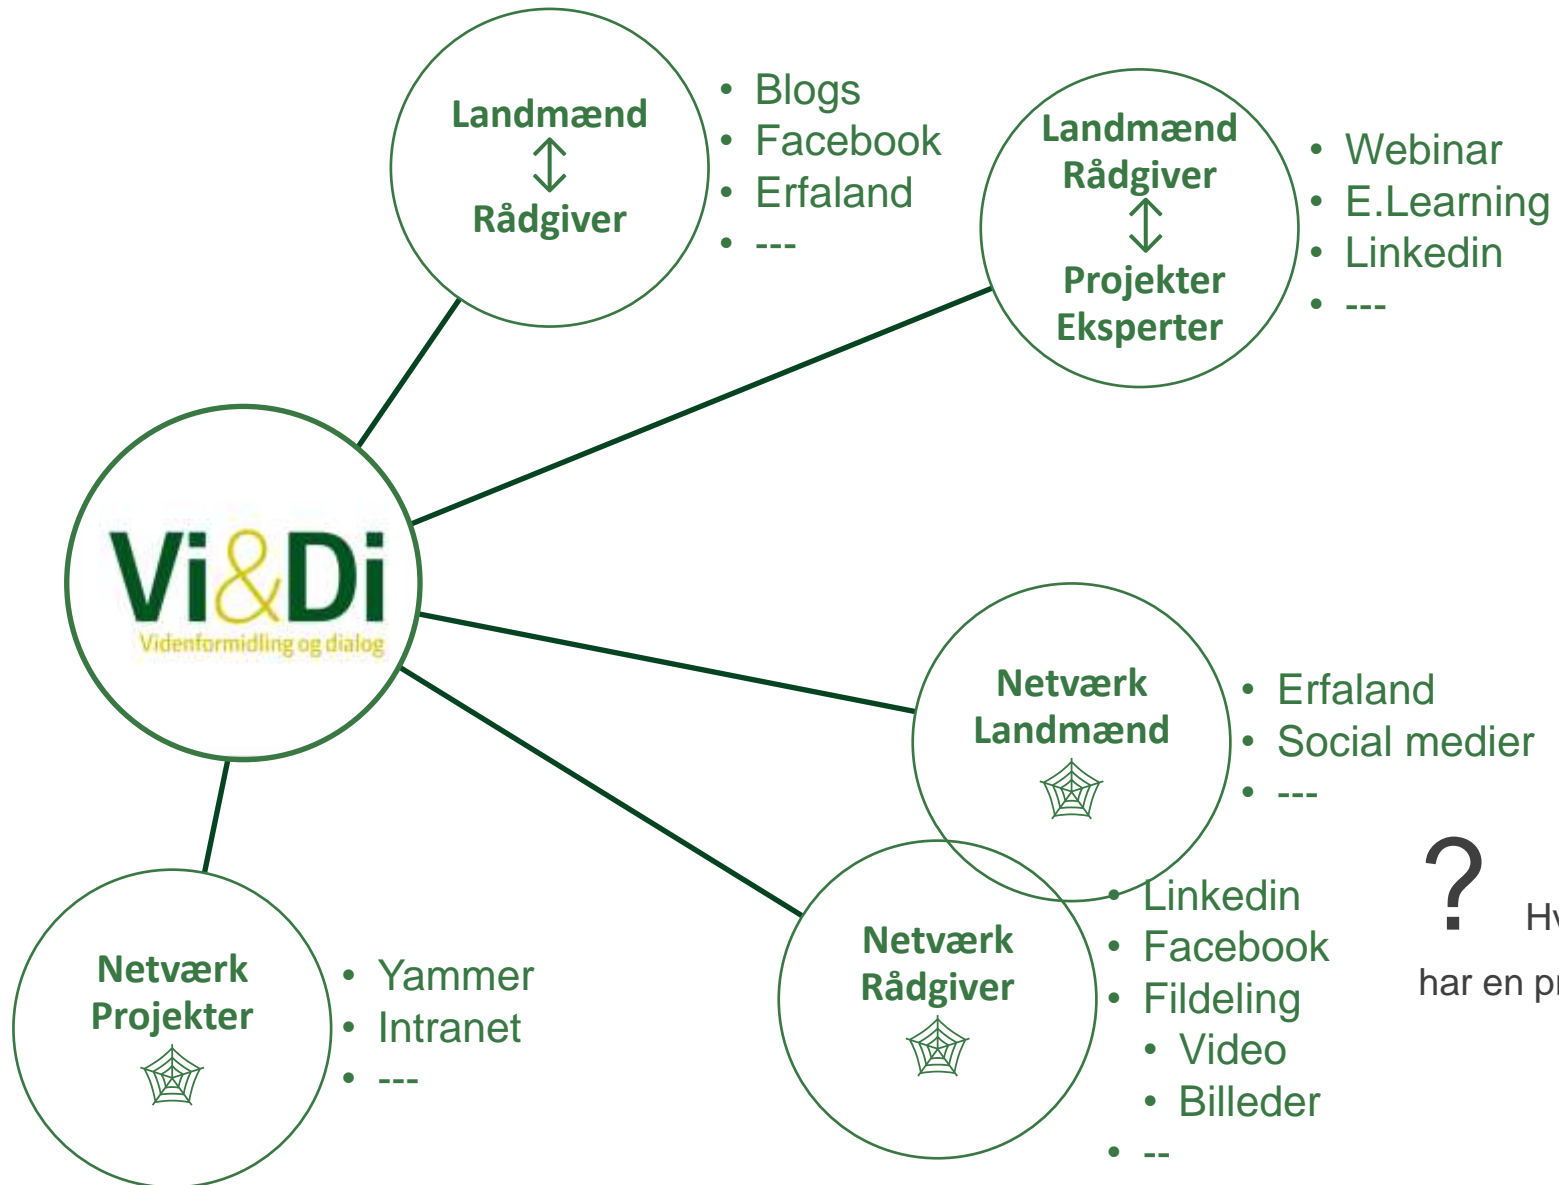 Landmænd
Rådgiver
• Blogs
• Facebook
• Erfaland
• ---
Landmænd
Rådgiver
Projekter
Eksperter
• Webinar
• E.Learning
• Linkedin
• ---
Vi&Di
Videnformidling og dialog
Netværk
Landmænd
• Erfaland
• Social medier
• ---
Netværk
Rådgiver
• Linkedin
• Facebook
• Fildeling
• Video
• Billeder
• --
Netværk
Projekter
• Yammer
• Intranet
• ---
?
har en